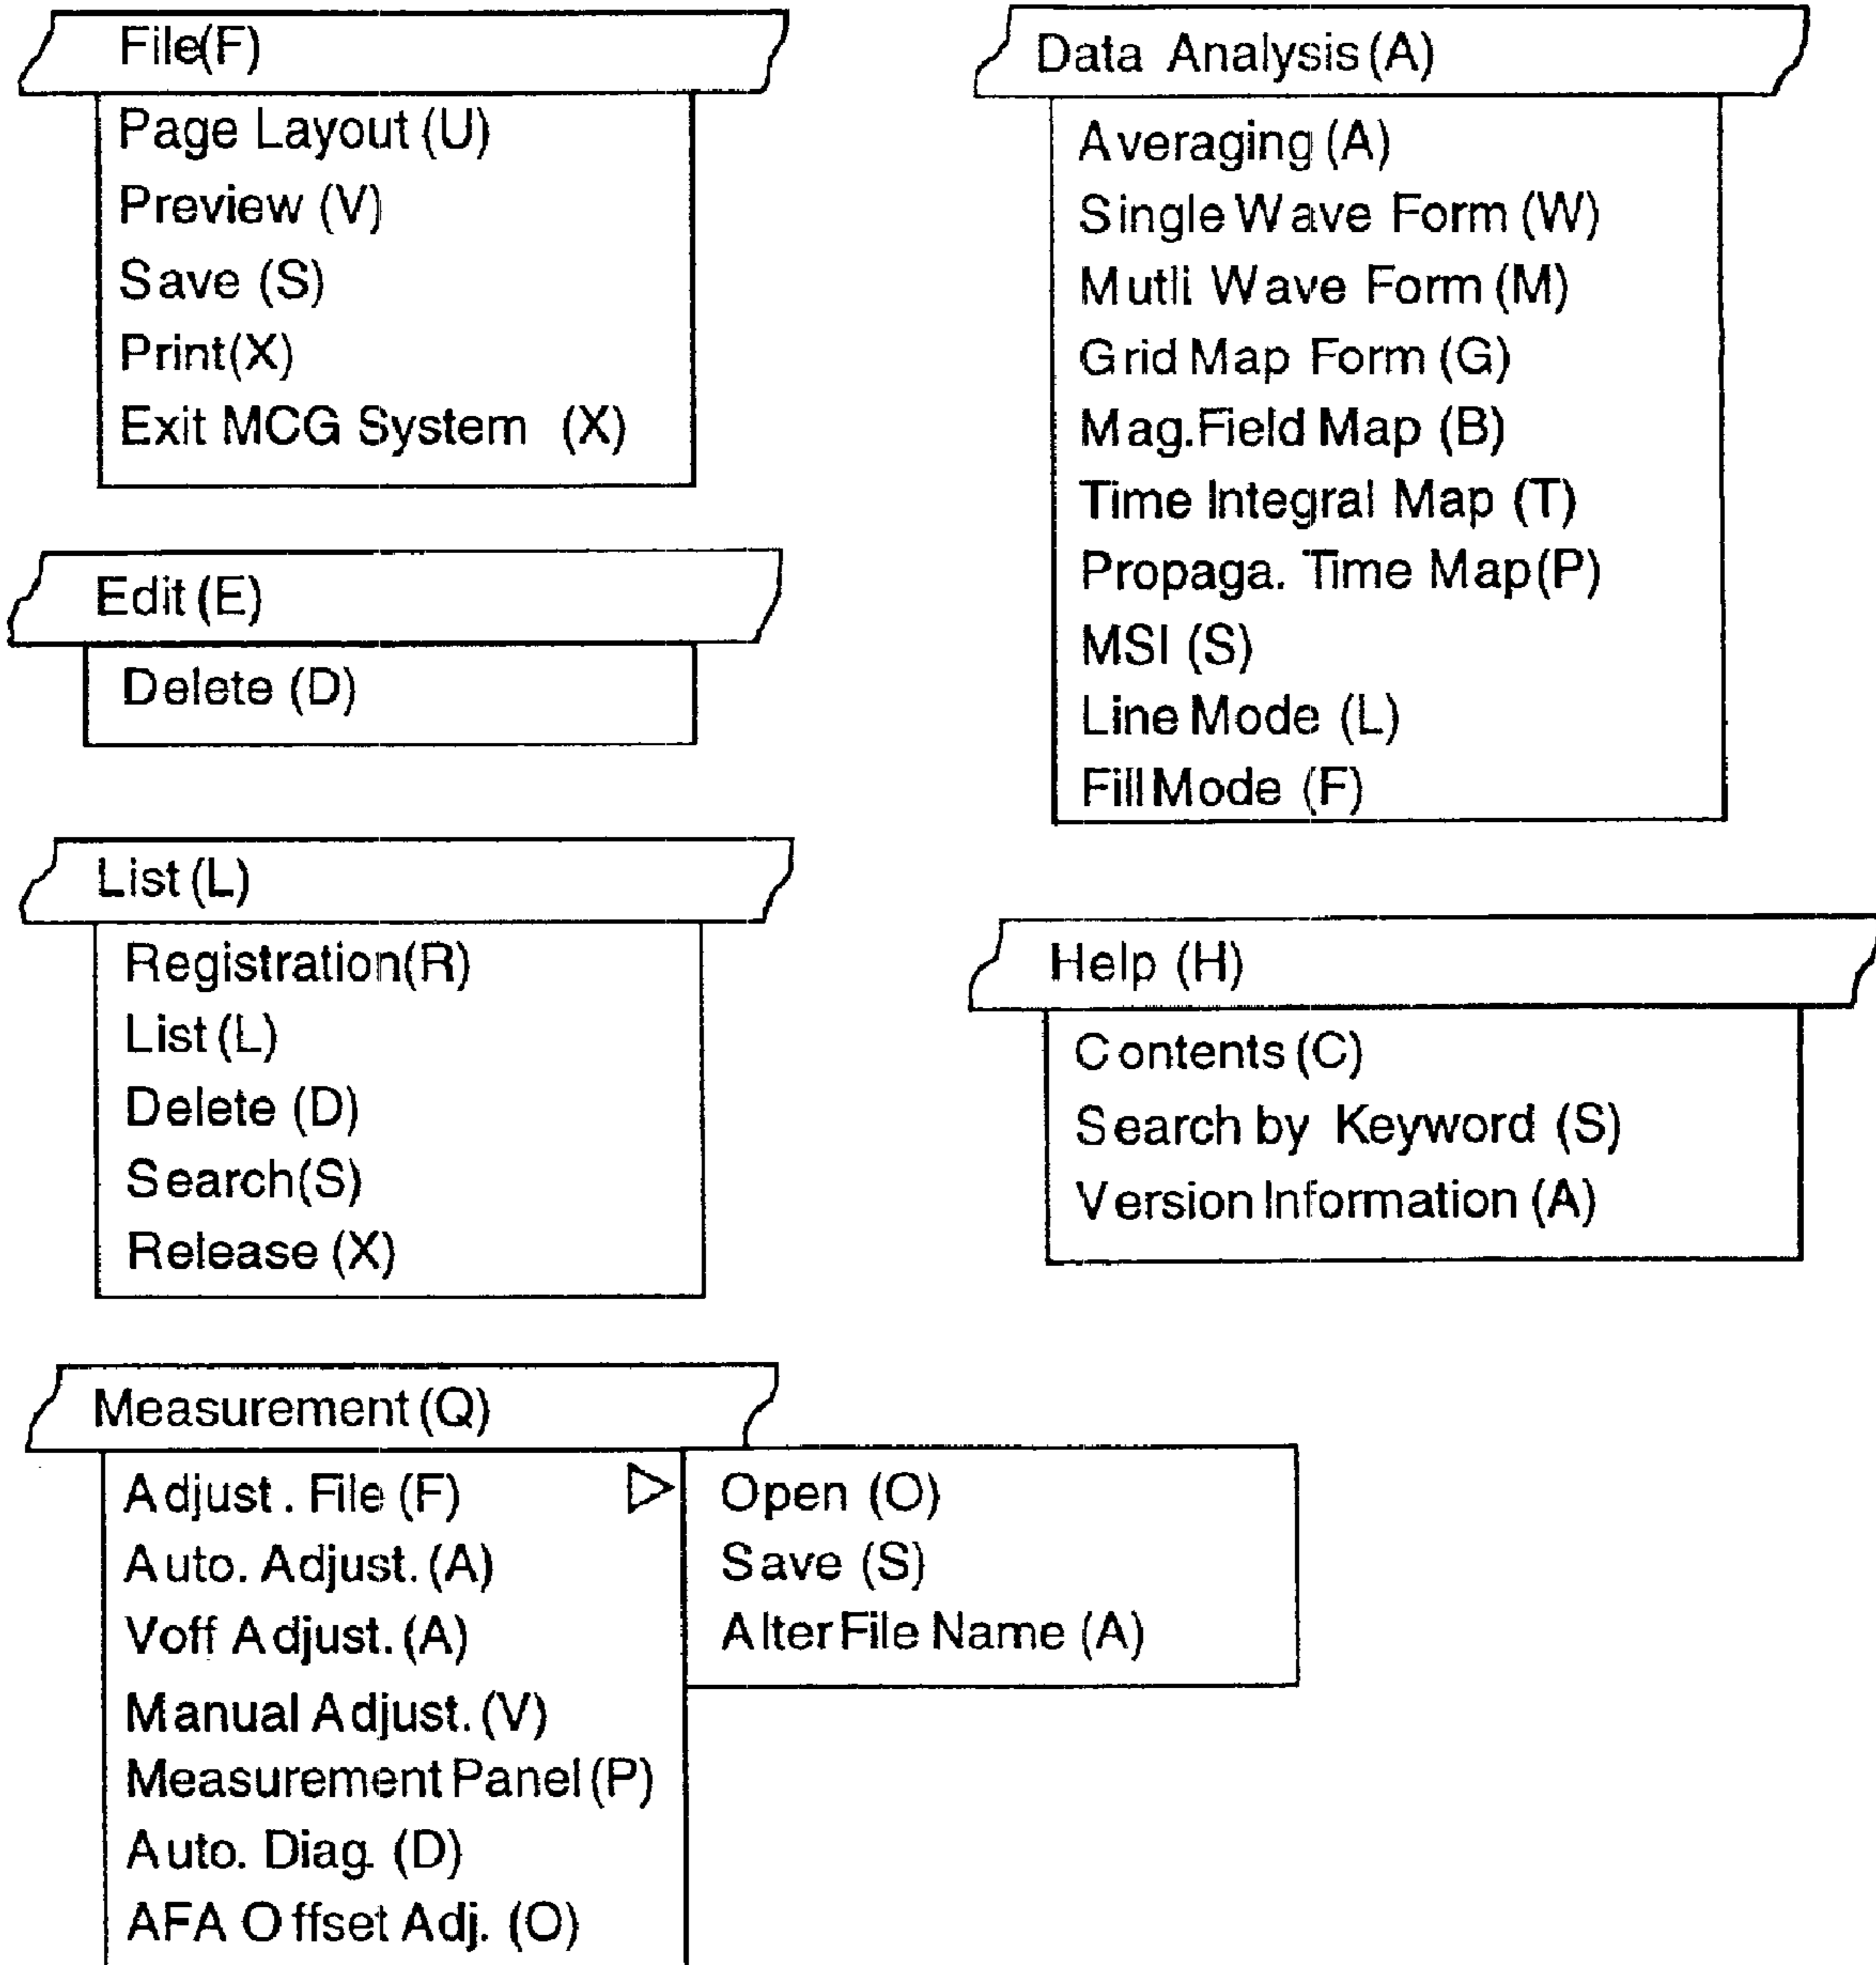 File(F)
Page Layout (U)
Preview (V)
Save (S)
Print(X)
Exit MCG System (X)
Edit (E)
Delete (D)
List (L)
Registration(R)
List (L)
Delete (D)
Search(S)
Release (X)
Measurement (Q)
Adjust. File (F)
Auto. Adjust. (A)
Voff Adjust. (A)
Manual Adjust. (V)
Measurement Panel (P)
Auto. Diag. (D)
AFA Offset Adj. (O)
Open (O)
Save (S)
Alter File Name (A)
Data Analysis (A)
Averaging (A)
Single Wave Form (W)
Mutli Wave Form (M)
Grid Map Form (G)
Mag.Field Map (B)
Time Integral Map (T)
Propaga. Time Map(P)
MSI (S)
Line Mode (L)
Fill Mode (F)
Help (H)
Contents (C)
Search by Keyword (S)
Version Information (A)